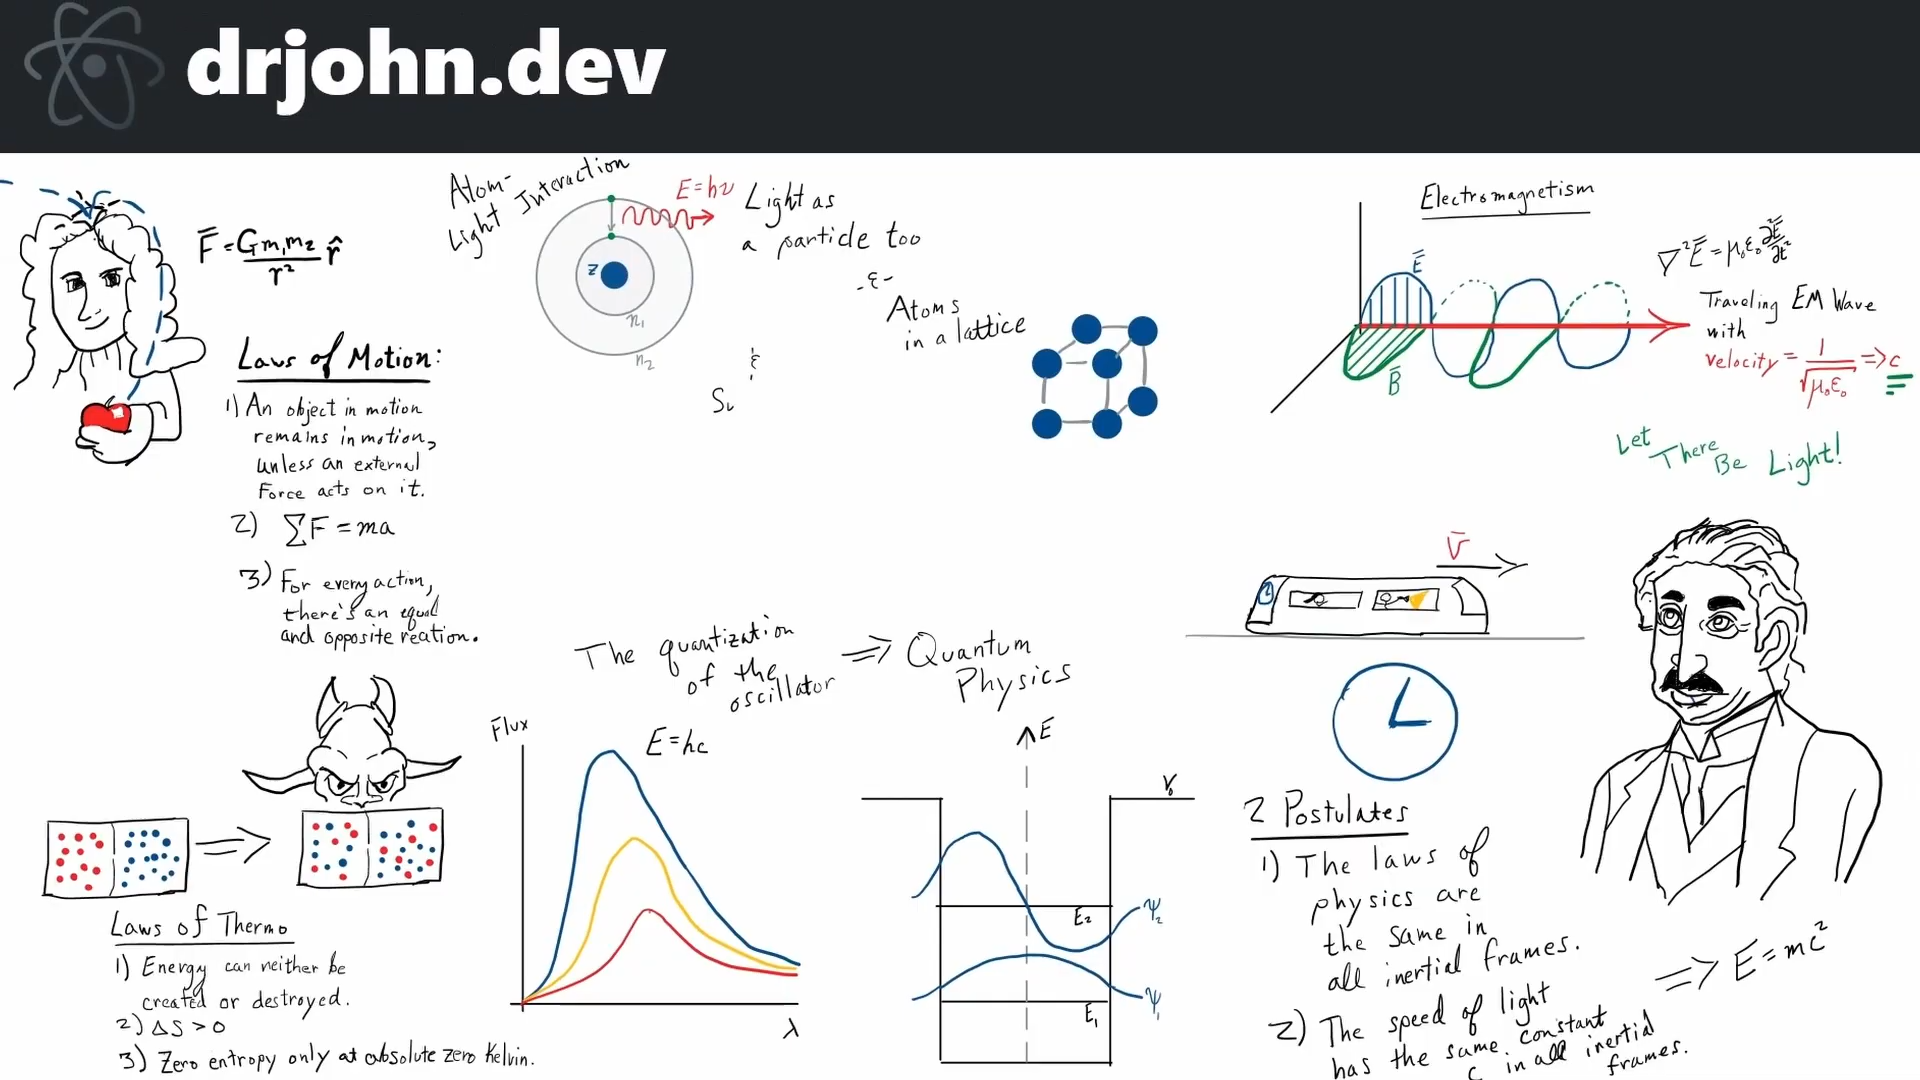 drjohn.dev
F̄ = Gm₁m₂ r̂
r²
Laws of Motion:
1) An object in motion
remains in motion,
unless an external
Force acts on it.
2) ΣF̄ = ma
3) For every action,
there's an equal
and opposite reation.
Atom-
Light Interaction
E=hν
Light as
a particle too
Z
n₁
n₂
-ε-
Atoms
in a lattice
Electromagnetism
Ē
B̄
∇²Ē = μ₀ε₀ ∂²Ē
∂t²
Traveling EM Wave
with
velocity = 1 => c
√μ₀ε₀
Let
There
Be Light!
V̄
The quantization
of the
oscillator
=> Quantum
Physics
Flux
E=hc
λ
E
V₀
E₂
Ψ₂
Ψ₁
E₁
Laws of Thermo
1) Energy can neither be
created or destroyed.
2) ΔS > 0
3) Zero entropy only at absolute zero Kelvin.
2 Postulates
1) The laws of
physics are
the same in
all inertial frames.
2) The speed of light
has the same constant
c in all inertial
frames.
=> E=mc²